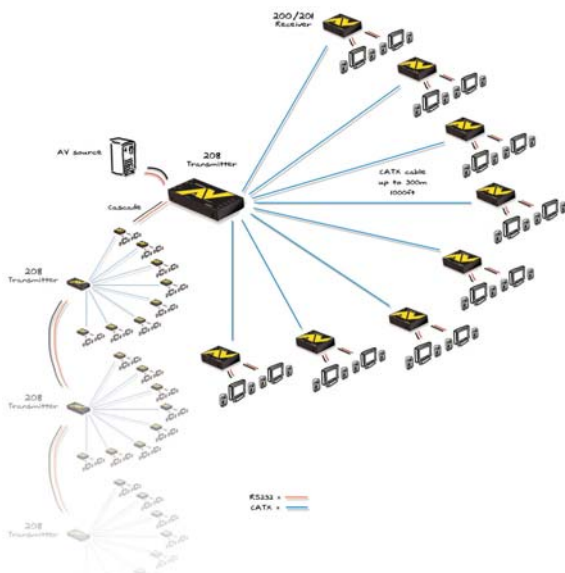 200/201
Receiver
AV source
208
Transmitter
CATX cable
up to 300m
1000ft
Cascade
208
Transmitter
208
Transmitter
208
Transmitter
RS232 =
CATX =